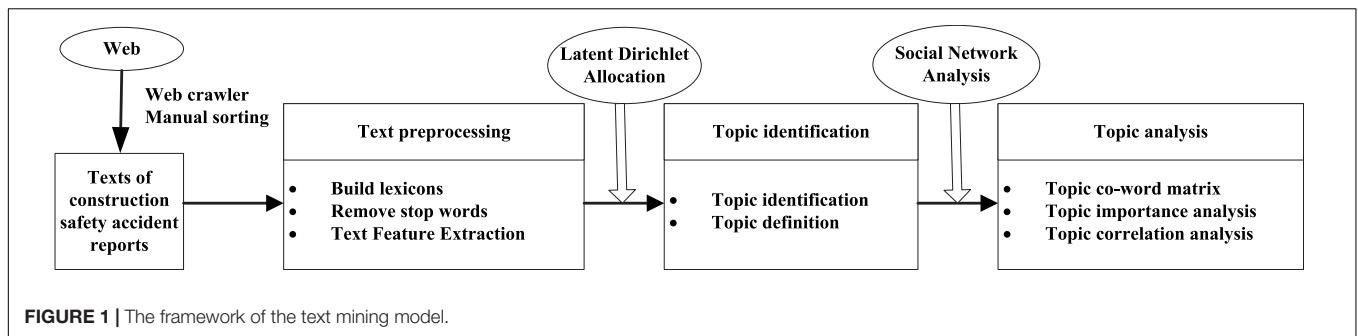 Web
Web crawler
Manual sorting
Texts of
construction
safety accident
reports
Text preprocessing
• Build lexicons
• Remove stop words
• Text Feature Extraction
Latent Dirichlet
Allocation
Topic identification
• Topic identification
• Topic definition
Social Network
Analysis
Topic analysis
• Topic co-word matrix
• Topic importance analysis
• Topic correlation analysis
FIGURE 1 | The framework of the text mining model.